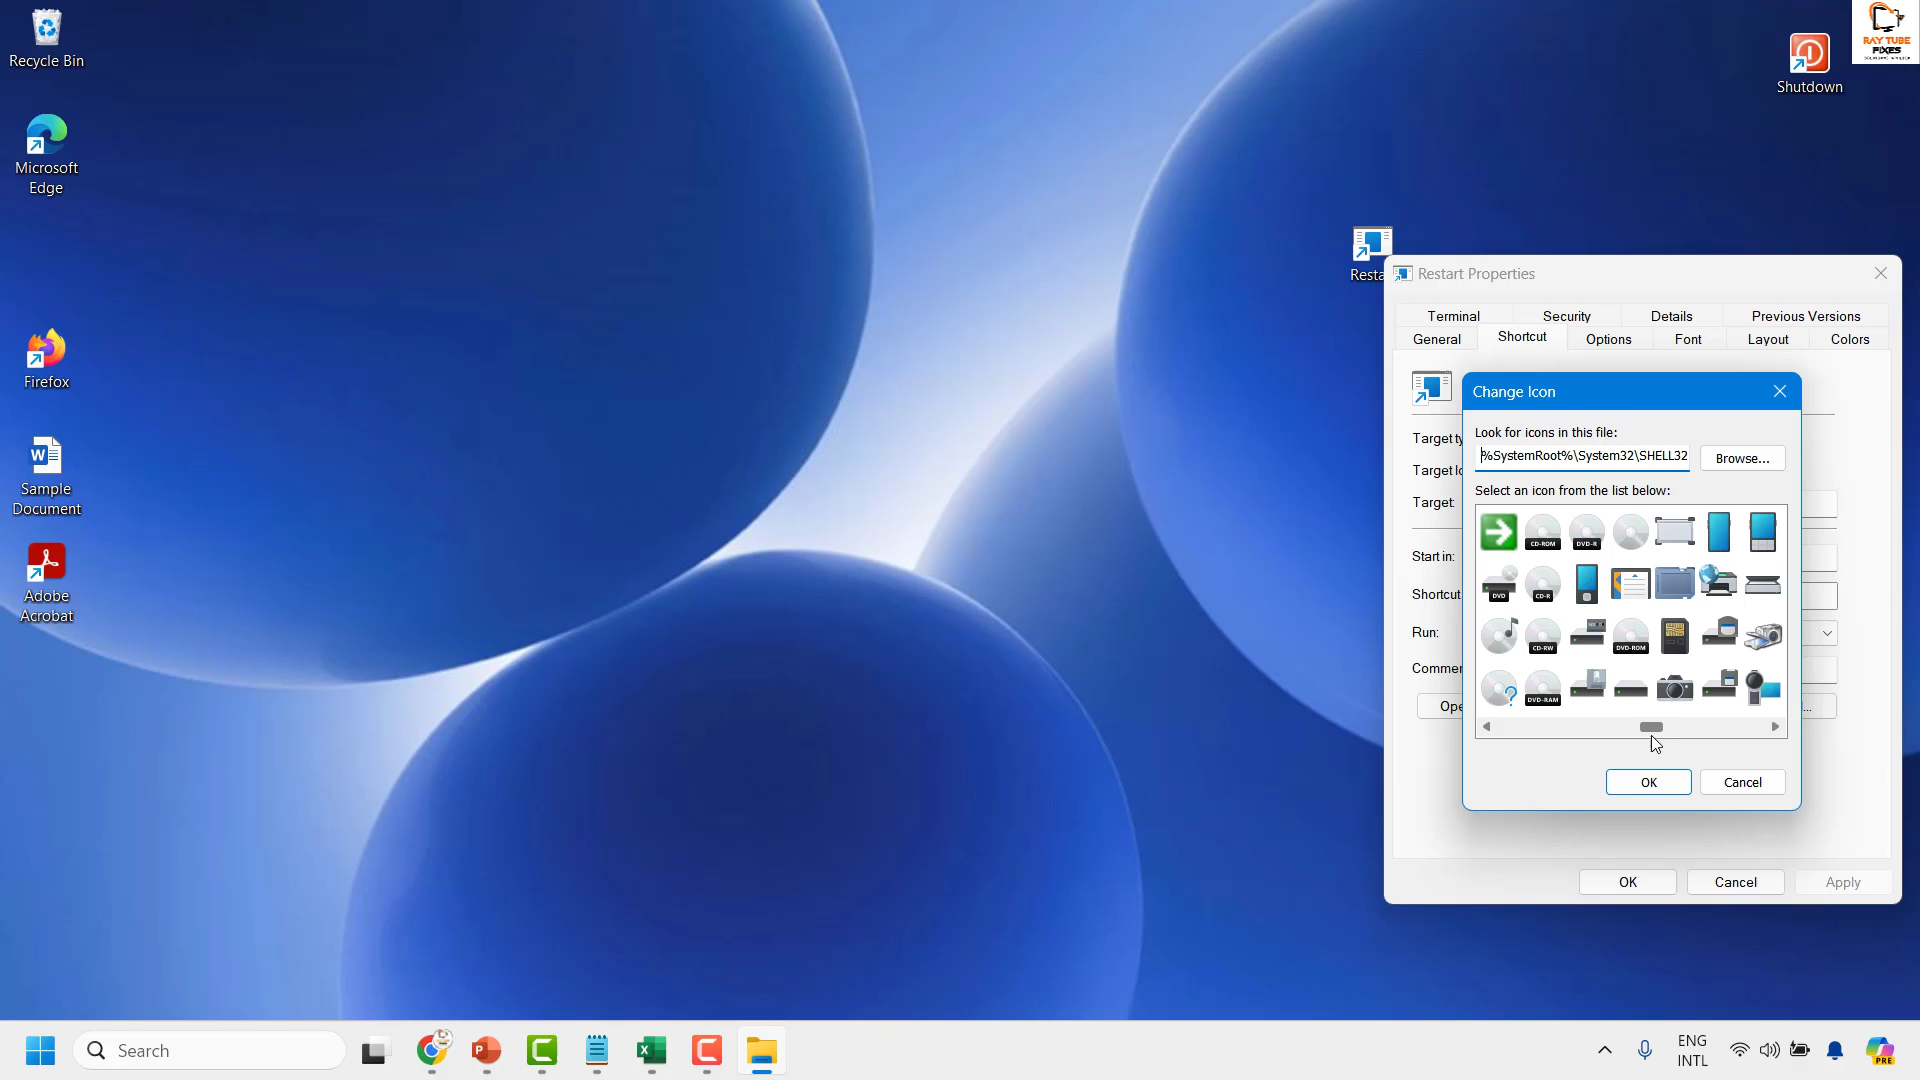 Recycle Bin
Microsoft
Edge
Firefox
Sample
Document
Adobe
Acrobat
RAY TUBE
FIXES
Shutdown
Resta
Restart Properties
Terminal
Security
Details
Previous Versions
General
Shortcut
Options
Font
Layout
Colors
Change Icon
Look for icons in this file:
%SystemRoot%\System32\SHELL32
Browse...
Select an icon from the list below:
CD-ROM
DVD-R
DVD
CD-R
CD-RW
DVD-ROM
DVD-RAM
OK
Cancel
Target ty
Target lo
Target:
Start in:
Shortcut
Run:
Comme
Ope
...
OK
Cancel
Apply
Search
ENG
INTL
PRE